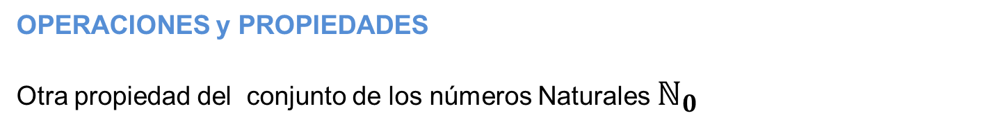 OPERACIONES y PROPIEDADES
Otra propiedad del conjunto de los números Naturales ℕ₀